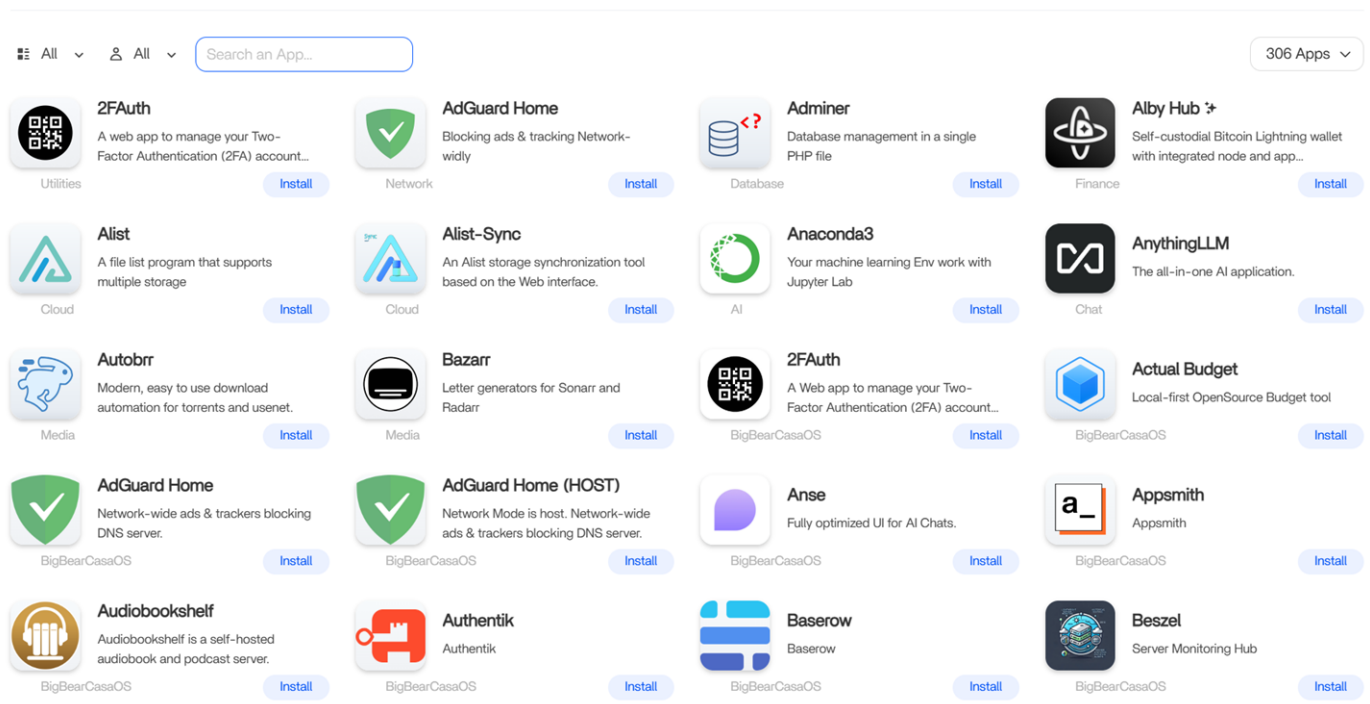 All
All
Search an App...
306 Apps
2FAuth
A web app to manage your Two-
Factor Authentication (2FA) account...
Utilities
Install
AdGuard Home
Blocking ads & tracking Network-
widly
Network
Install
<?
Adminer
Database management in a single
PHP file
Database
Install
Alby Hub
Self-custodial Bitcoin Lightning wallet
with integrated node and app...
Finance
Install
Alist
A file list program that supports
multiple storage
Cloud
Install
Sync
Alist-Sync
An Alist storage synchronization tool
based on the Web interface.
Cloud
Install
Anaconda3
Your machine learning Env work with
Jupyter Lab
AI
Install
AnythingLLM
The all-in-one AI application.
Chat
Install
Autobrr
Modern, easy to use download
automation for torrents and usenet.
Media
Install
Bazarr
Letter generators for Sonarr and
Radarr
Media
Install
2FAuth
A Web app to manage your Two-
Factor Authentication (2FA) account...
BigBearCasaOS
Install
Actual Budget
Local-first OpenSource Budget tool
BigBearCasaOS
Install
AdGuard Home
Network-wide ads & trackers blocking
DNS server.
BigBearCasaOS
Install
AdGuard Home (HOST)
Network Mode is host. Network-wide
ads & trackers blocking DNS server.
BigBearCasaOS
Install
Anse
Fully optimized UI for AI Chats.
BigBearCasaOS
Install
a_
Appsmith
Appsmith
BigBearCasaOS
Install
Audiobookshelf
Audiobookshelf is a self-hosted
audiobook and podcast server.
BigBearCasaOS
Install
Authentik
Authentik
BigBearCasaOS
Install
Baserow
Baserow
BigBearCasaOS
Install
Beszel
Server Monitoring Hub
BigBearCasaOS
Install